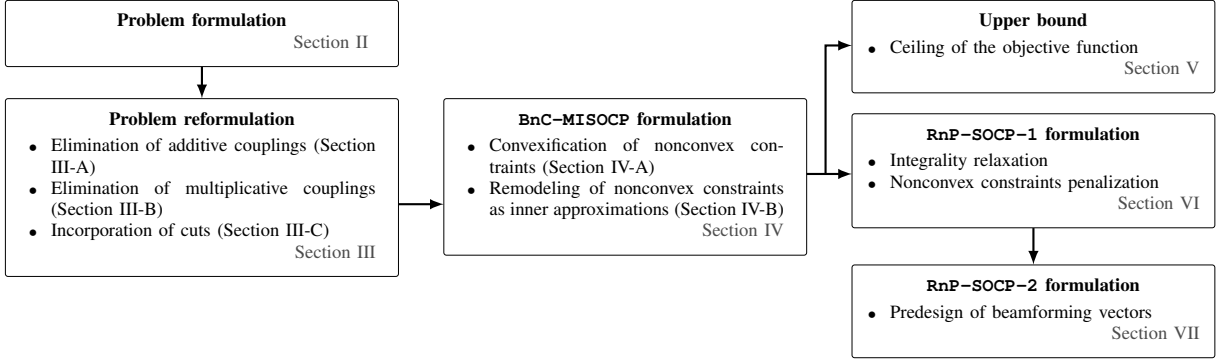 Problem formulation
Section II
Problem reformulation
• Elimination of additive couplings (Section
III-A)
• Elimination of multiplicative couplings
(Section III-B)
• Incorporation of cuts (Section III-C)
Section III
BnC-MISOCP formulation
• Convexification of nonconvex con-
straints (Section IV-A)
• Remodeling of nonconvex constraints
as inner approximations (Section IV-B)
Section IV
Upper bound
• Ceiling of the objective function
Section V
RnP-SOCP-1 formulation
• Integrality relaxation
• Nonconvex constraints penalization
Section VI
RnP-SOCP-2 formulation
• Predesign of beamforming vectors
Section VII